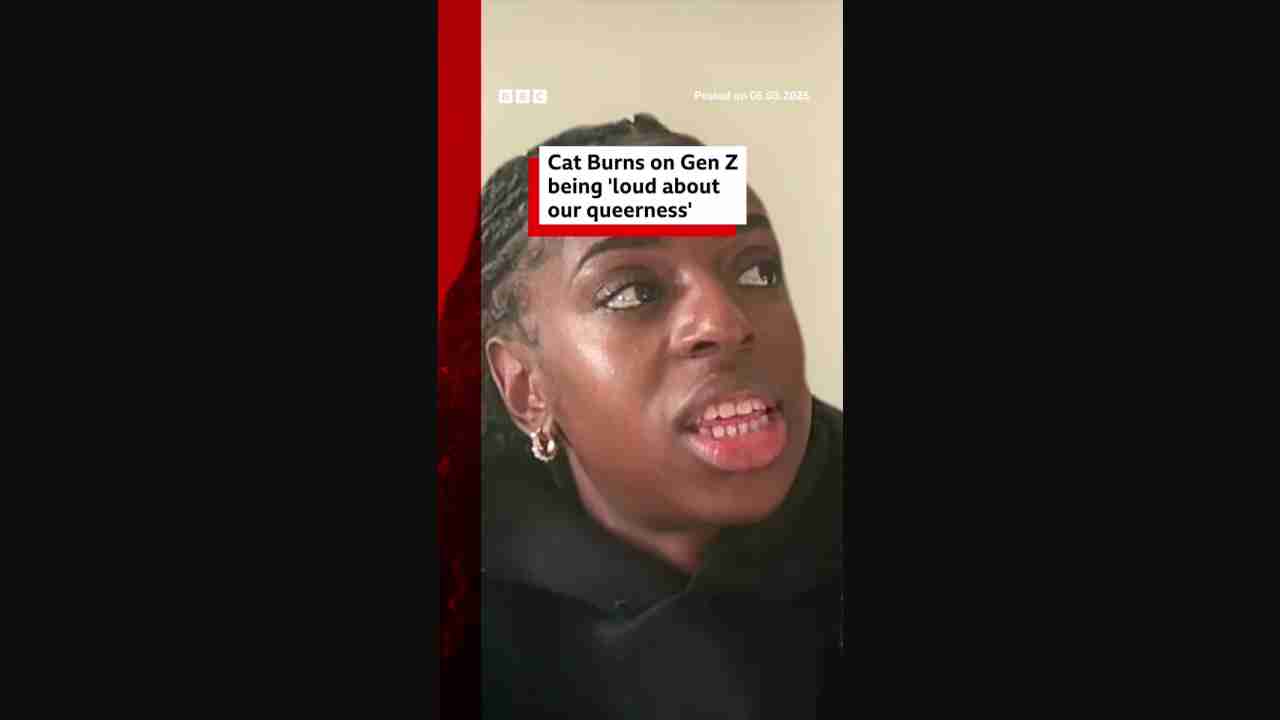 BBC
Posted on 06.03.2025
Cat Burns on Gen Z
being 'loud about
our queerness'